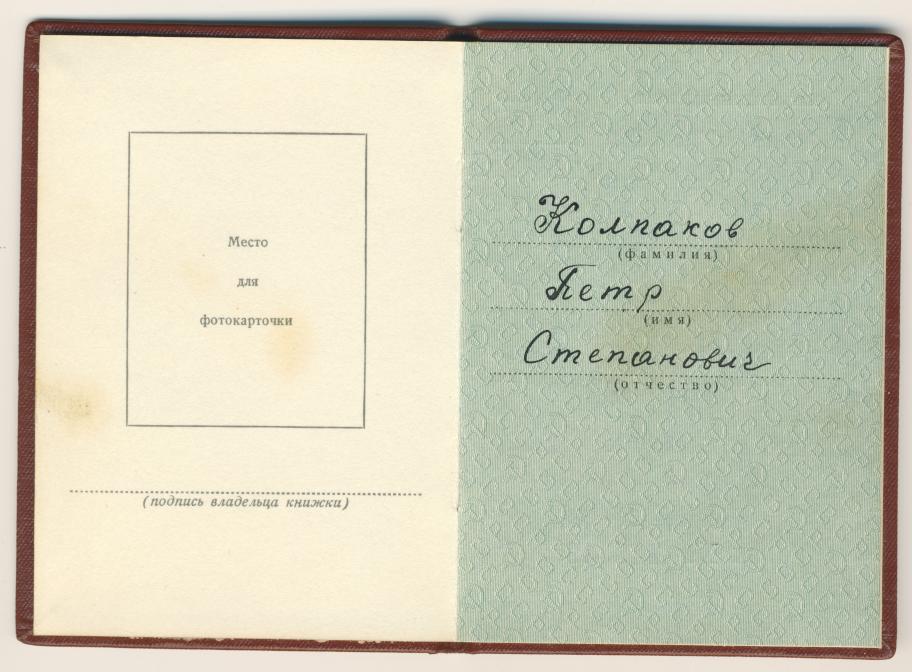 Место
для
фотокарточки
(подпись владельца книжки)
Колпаков
(фамилия)
Петр
(имя)
Степанович
(отчество)